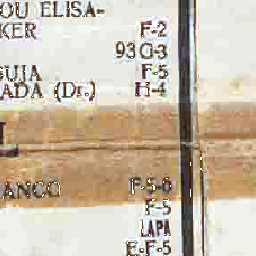 OU ELISA-
KER F-2
93 G-3
GUJA F-5
ADA (Dr.) H-4
L
ANCO F-5-6
F-5
LAPA
E-F-5